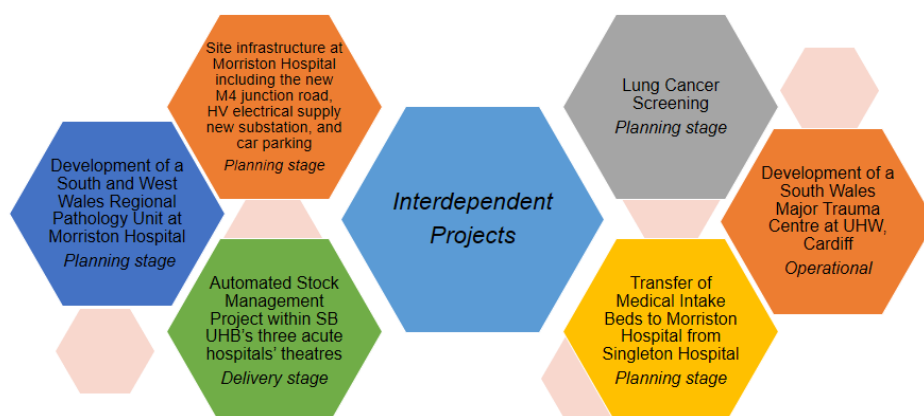 Site infrastructure at
Morriston Hospital
including the new
M4 junction road,
HV electrical supply
new substation, and
car parking
Planning stage
Development of a
South and West
Wales Regional
Pathology Unit at
Morriston Hospital
Planning stage
Automated Stock
Management
Project within SB
UHB's three acute
hospitals' theatres
Delivery stage
Interdependent
Projects
Lung Cancer
Screening
Planning stage
Development of a
South Wales
Major Trauma
Centre at UHW,
Cardiff
Operational
Transfer of
Medical Intake
Beds to Morriston
Hospital from
Singleton Hospital
Planning stage